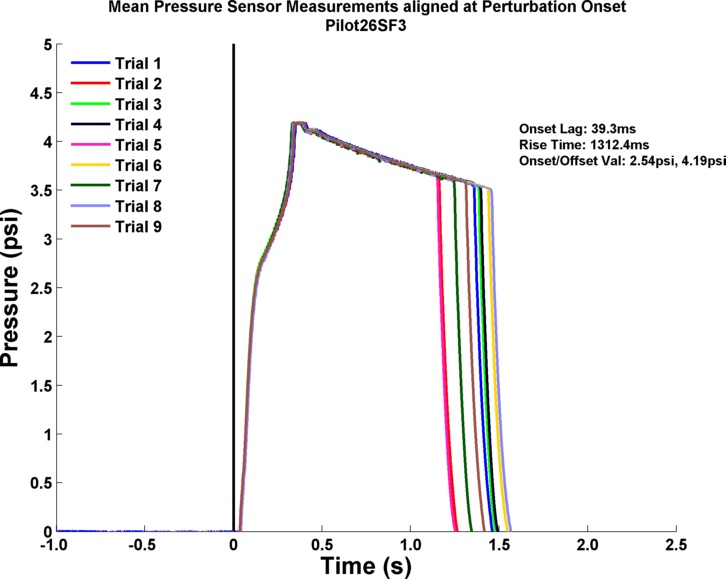 Mean Pressure Sensor Measurements aligned at Perturbation Onset
Pilot26SF3
5
4.5
4
3.5
3
2.5
2
1.5
1
0.5
0
Pressure (psi)
Trial 1
Trial 2
Trial 3
Trial 4
Trial 5
Trial 6
Trial 7
Trial 8
Trial 9
Onset Lag: 39.3ms
Rise Time: 1312.4ms
Onset/Offset Val: 2.54psi, 4.19psi
-1.0 -0.5 0 0.5 1.0 1.5 2.0 2.5
Time (s)